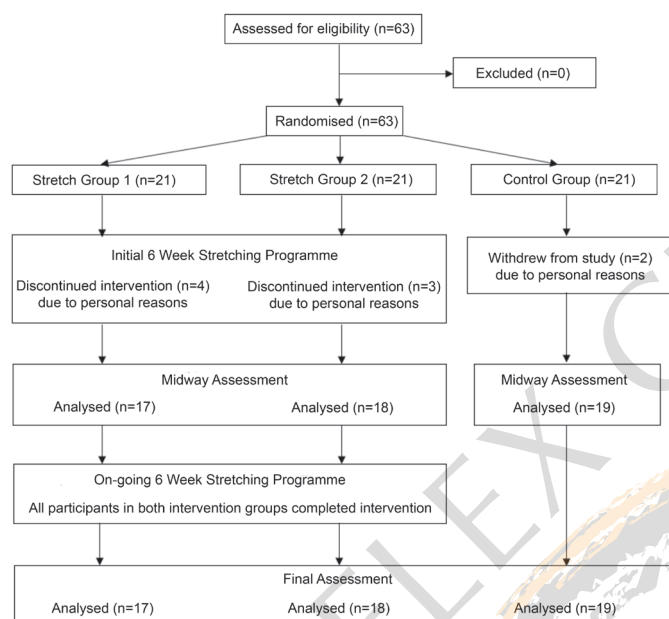 Assessed for eligibility (n=63)
Excluded (n=0)
Randomised (n=63)
Stretch Group 1 (n=21)
Stretch Group 2 (n=21)
Control Group (n=21)
Initial 6 Week Stretching Programme
Discontinued intervention (n=4)
due to personal reasons
Discontinued intervention (n=3)
due to personal reasons
Withdrew from study (n=2)
due to personal reasons
Midway Assessment
Analysed (n=17)
Analysed (n=18)
Midway Assessment
Analysed (n=19)
On-going 6 Week Stretching Programme
All participants in both intervention groups completed intervention
Final Assessment
Analysed (n=17)
Analysed (n=18)
Analysed (n=19)